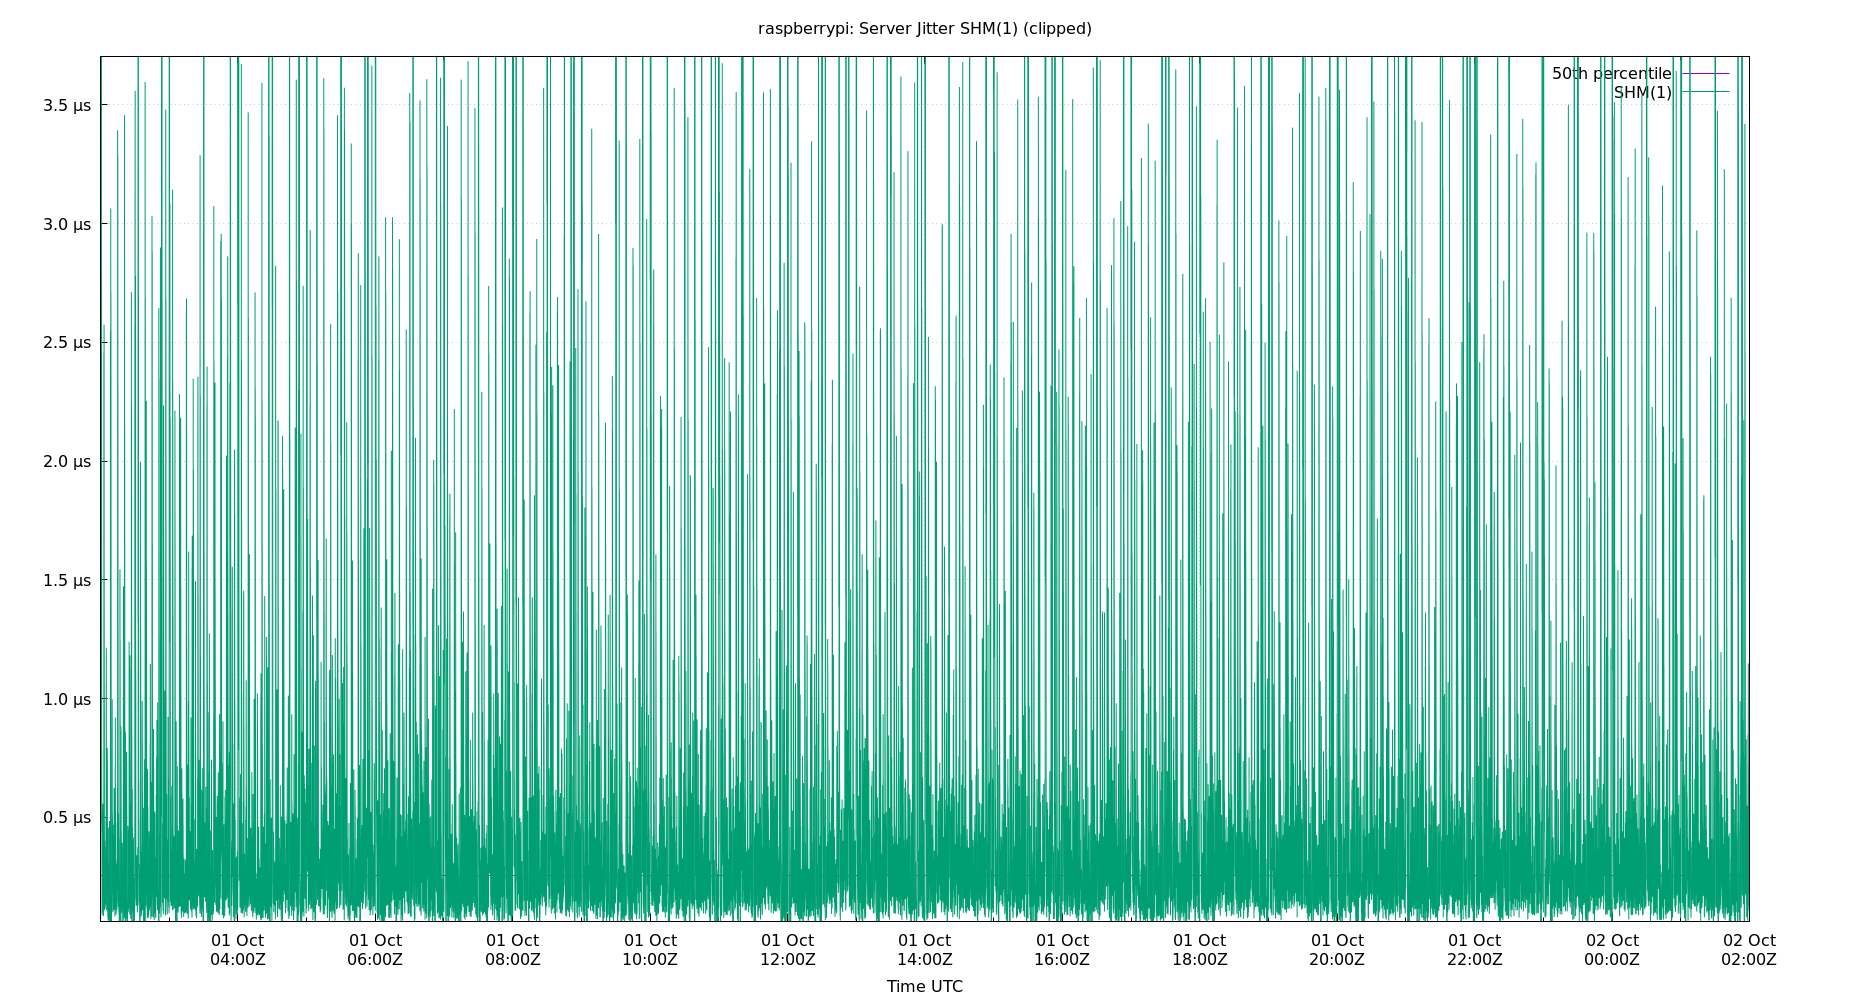 raspberrypi: Server Jitter SHM(1) (clipped)
50th percentile
SHM(1)
3.5 µs
3.0 µs
2.5 µs
2.0 µs
1.5 µs
1.0 µs
0.5 µs
01 Oct 01 Oct 01 Oct 01 Oct 01 Oct 01 Oct 01 Oct 01 Oct 01 Oct 01 Oct 02 Oct 02 Oct
04:00Z 06:00Z 08:00Z 10:00Z 12:00Z 14:00Z 16:00Z 18:00Z 20:00Z 22:00Z 00:00Z 02:00Z
Time UTC